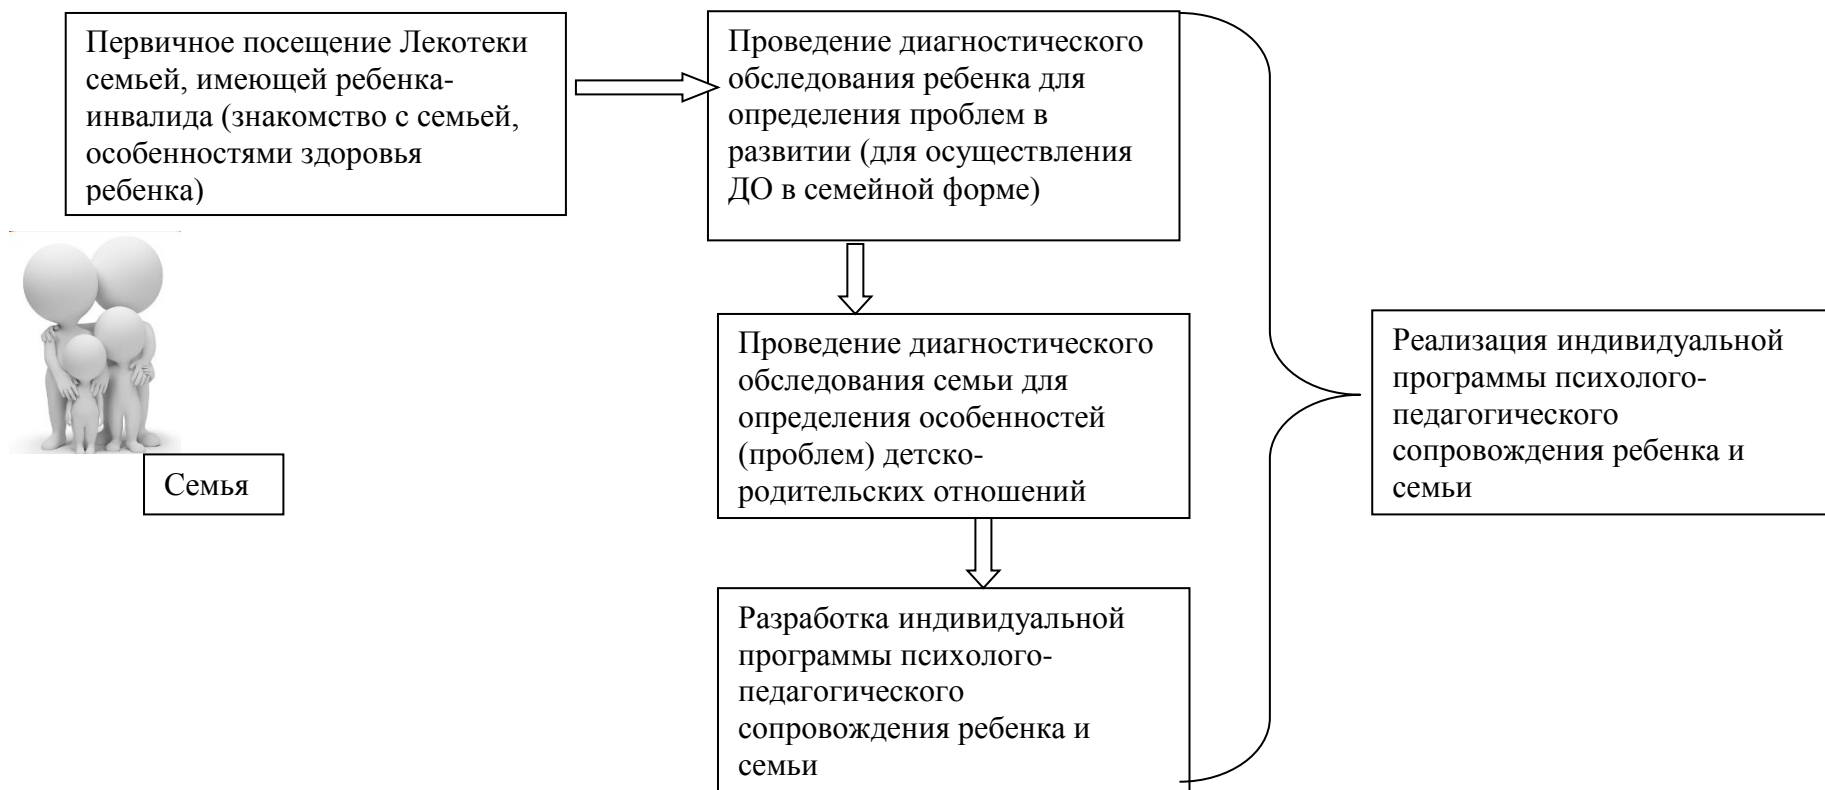 Первичное посещение Лекотеки
семьей, имеющей ребенка-
инвалида (знакомство с семьей,
особенностями здоровья
ребенка)
Проведение диагностического
обследования ребенка для
определения проблем в
развитии (для осуществления
ДО в семейной форме)
Семья
Проведение диагностического
обследования семьи для
определения особенностей
(проблем) детско-
родительских отношений
Разработка индивидуальной
программы психолого-
педагогического
сопровождения ребенка и
семьи
Реализация индивидуальной
программы психолого-
педагогического
сопровождения ребенка и
семьи